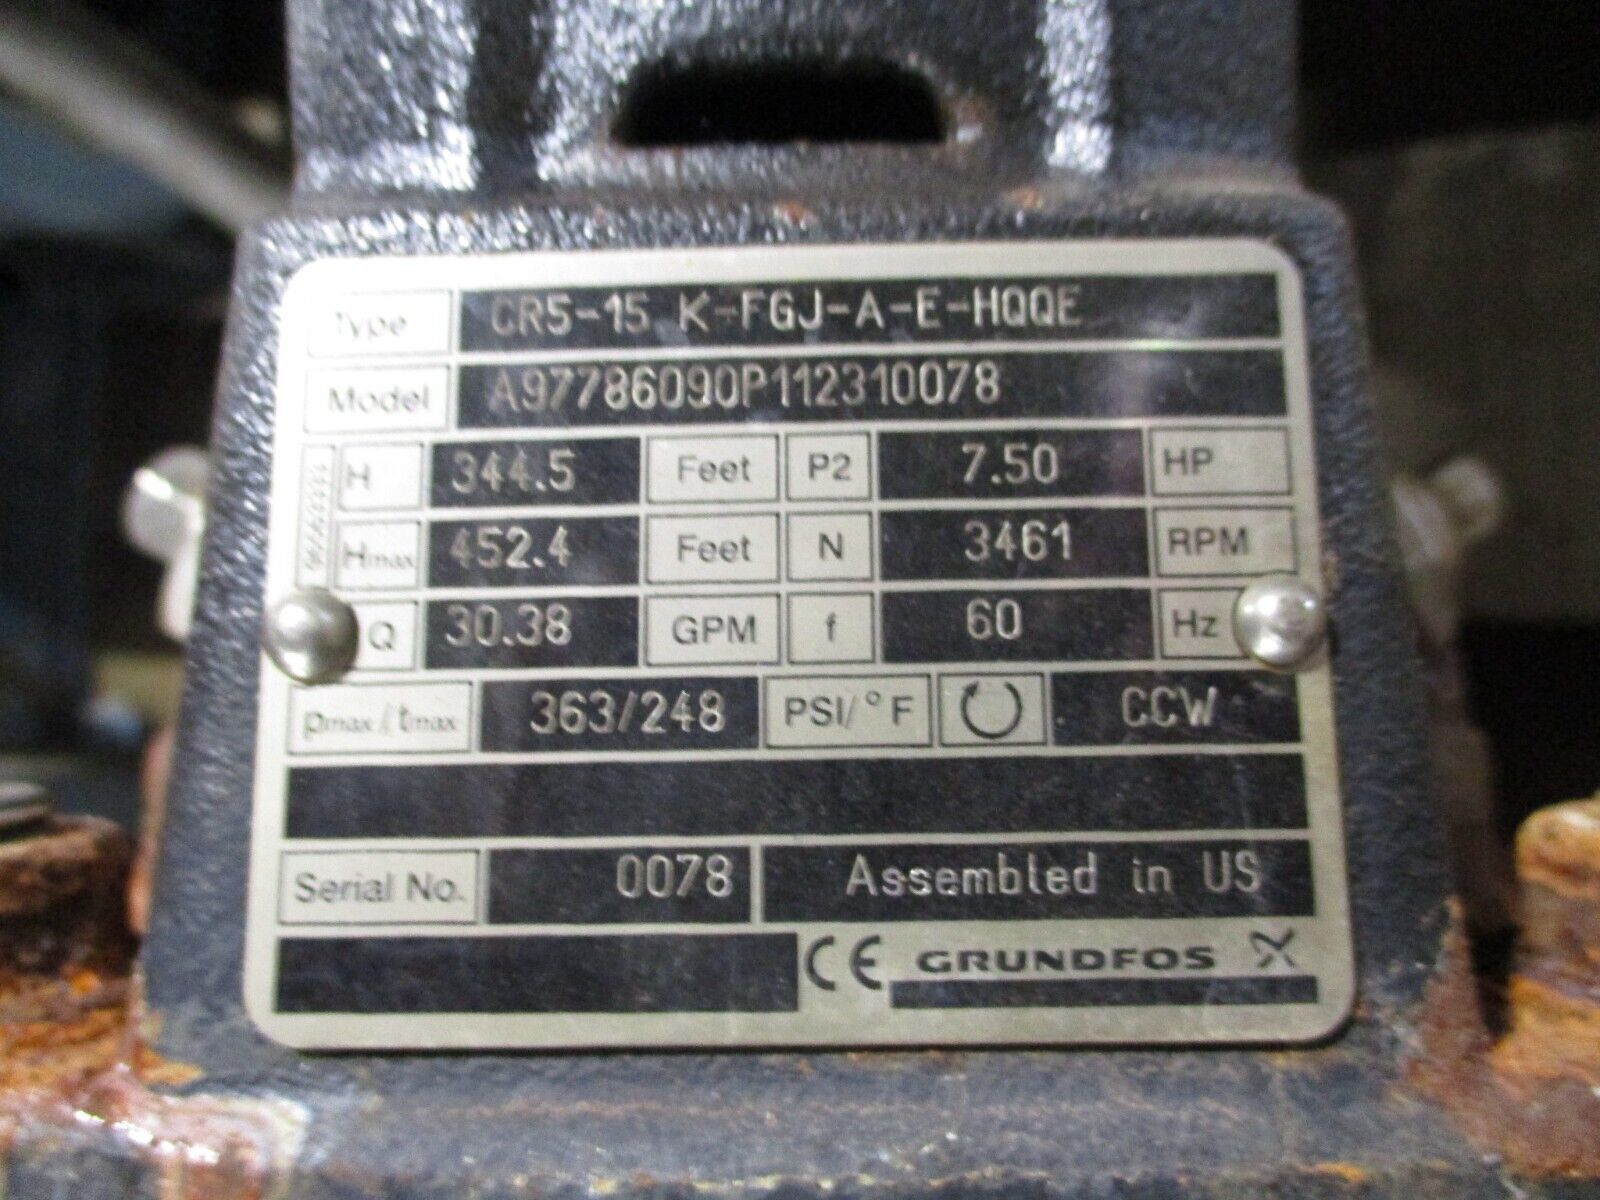 Type CR5-15 K-FGJ-A-E-HQQE
Model A97786090P112310078
H 344.5 Feet P2 7.50 HP
Hmax 452.4 Feet N 3461 RPM
Q 30.38 GPM f 60 Hz
pmax/tmax 363/248 PSI/°F CCW
Serial No. 0078 Assembled in US
CE GRUNDFOS